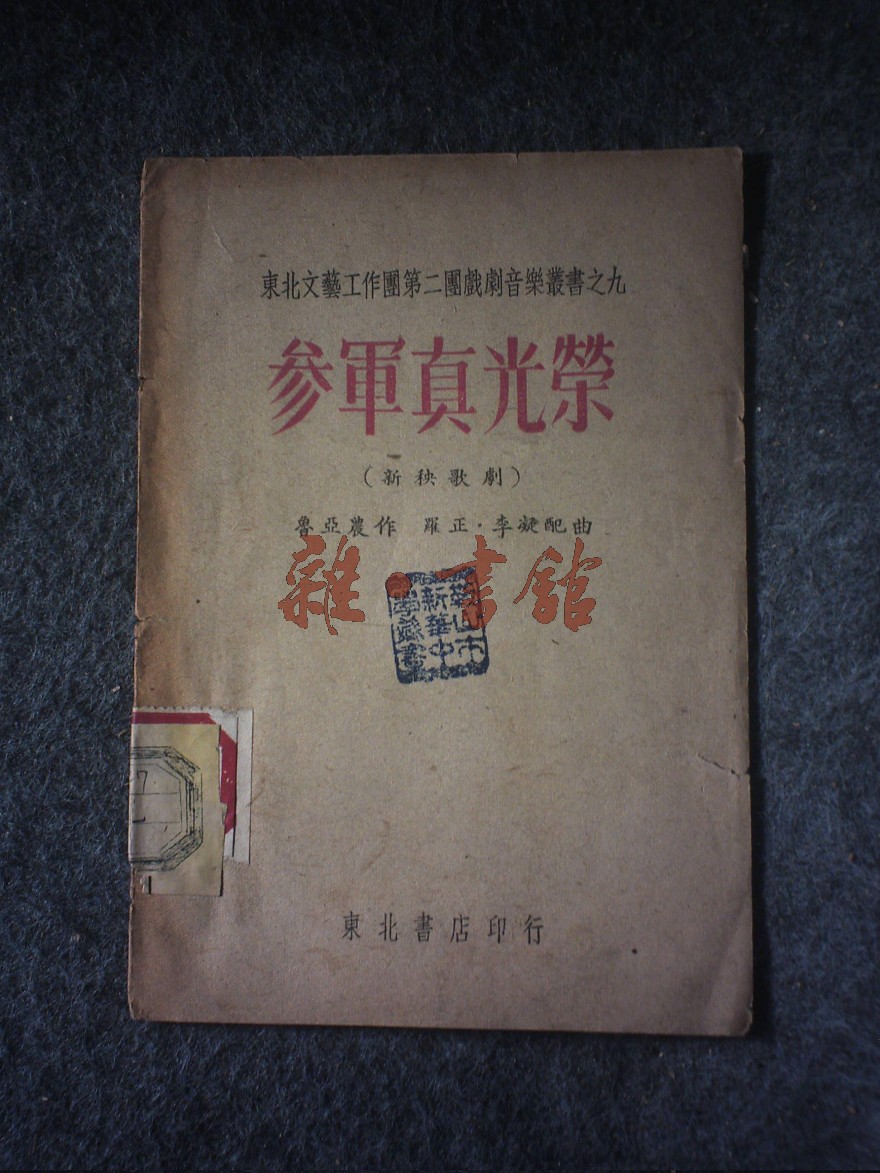 東北文藝工作團第二團戲劇音樂叢書之九
参軍真光榮
(新秧歌劇)
魯亞農作 羅正·李凝配曲
雜·書館
東北書店印行